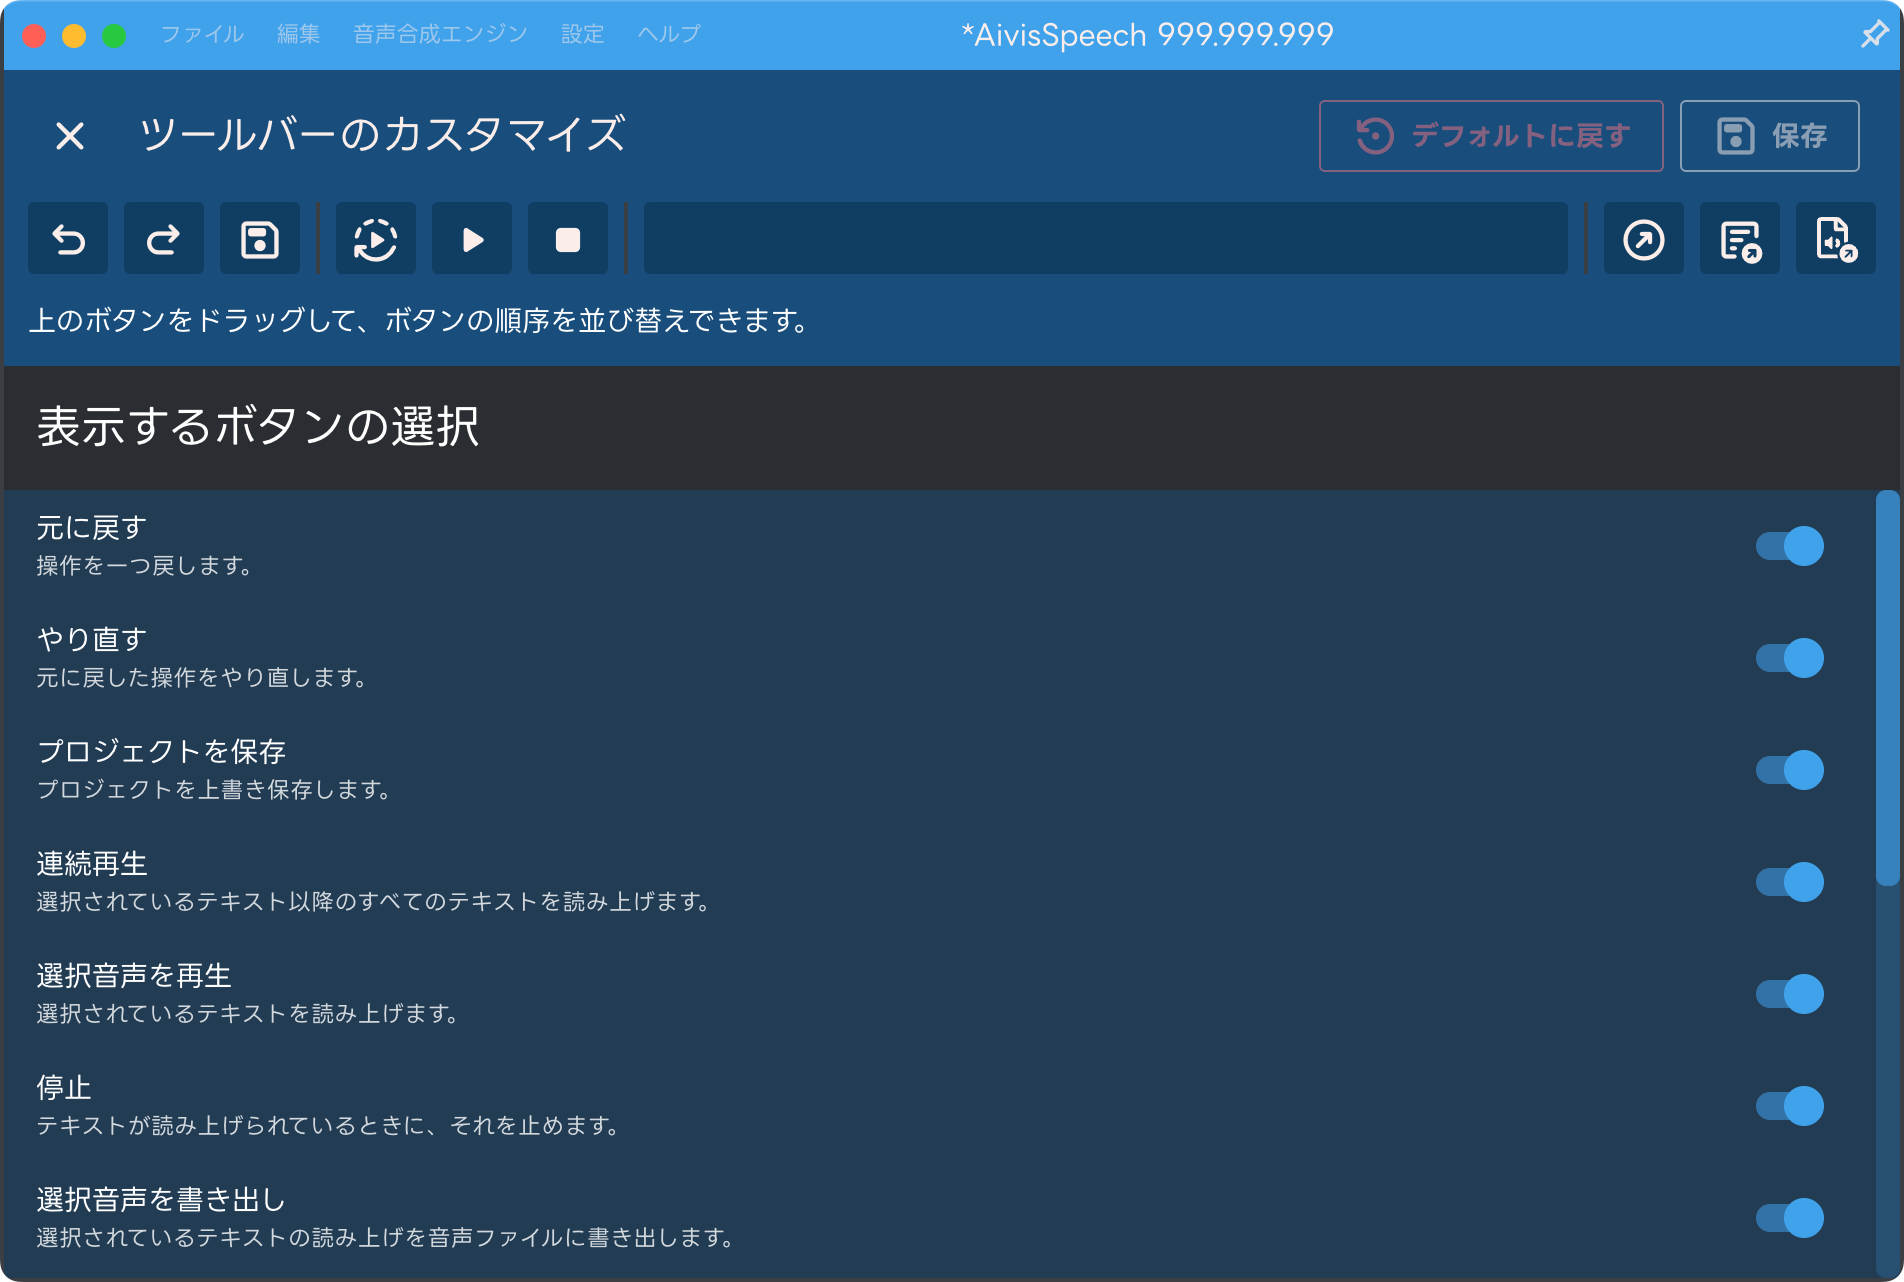 ファイル 編集 音声合成エンジン 設定 ヘルプ *AivisSpeech 999.999.999
ツールバーのカスタマイズ デフォルトに戻す 保存
上のボタンをドラッグして、ボタンの順序を並び替えできます。
表示するボタンの選択
元に戻す
操作を一つ戻します。
やり直す
元に戻した操作をやり直します。
プロジェクトを保存
プロジェクトを上書き保存します。
連続再生
選択されているテキスト以降のすべてのテキストを読み上げます。
選択音声を再生
選択されているテキストを読み上げます。
停止
テキストが読み上げられているときに、それを止めます。
選択音声を書き出し
選択されているテキストの読み上げを音声ファイルに書き出します。